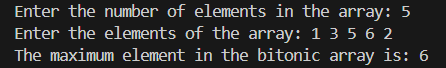 Enter the number of elements in the array: 5
Enter the elements of the array: 1 3 5 6 2
The maximum element in the bitonic array is: 6